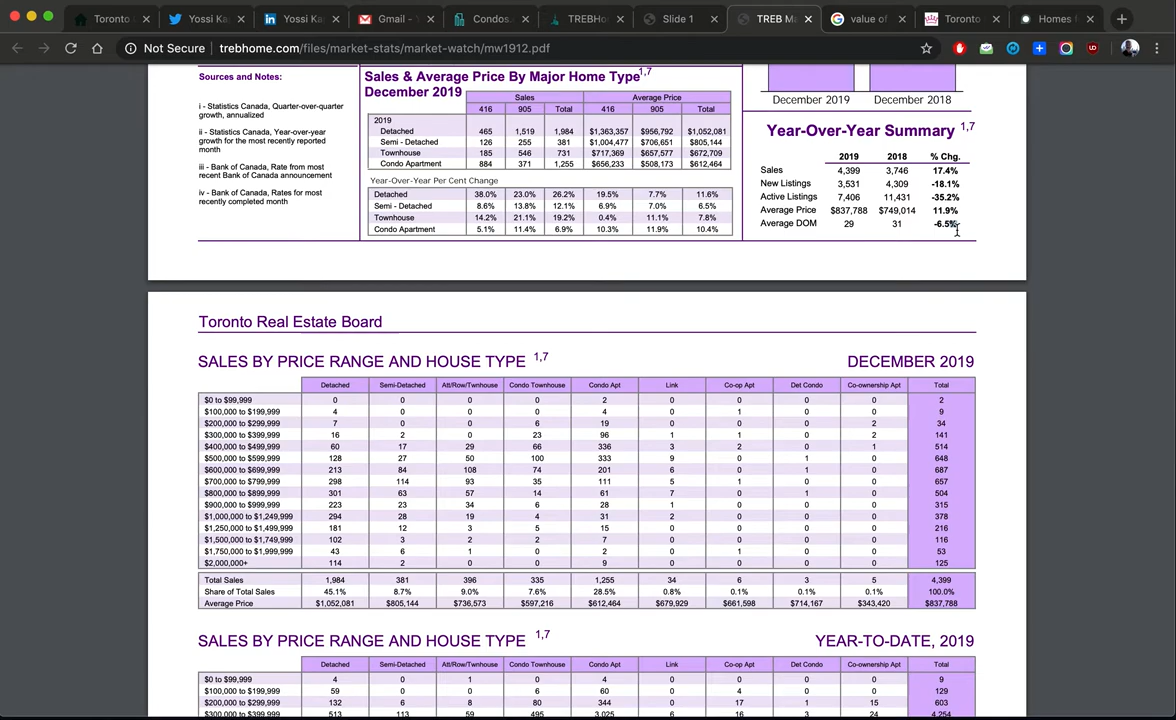 Toronto
Yossi Ka
Yossi Kan
Gmail -
Condos.
TREBHo
Slide 1
TREB Ma
value of
Toronto
Homes
Not Secure | trebhome.com/files/market-stats/market-watch/mw1912.pdf
Sources and Notes:
i - Statistics Canada, Quarter-over-quarter
growth, annualized
ii - Statistics Canada, Year-over-year
growth for the most recently reported
month
iii - Bank of Canada, Rate from most
recent Bank of Canada announcement
iv - Bank of Canada, Rates for most
recently completed month
Sales & Average Price By Major Home Type 1,7
December 2019
Sales Average Price
416 905 Total 416 905 Total
2019
Detached 465 1,519 1,984 $1,363,357 $956,792 $1,052,081
Semi - Detached 126 255 381 $1,004,477 $706,651 $805,144
Townhouse 185 546 731 $717,369 $657,577 $672,709
Condo Apartment 884 371 1,255 $656,233 $508,173 $612,464
Year-Over-Year Per Cent Change
Detached 38.0% 23.0% 26.2% 19.5% 7.7% 11.6%
Semi - Detached 8.6% 13.8% 12.1% 6.9% 7.0% 6.5%
Townhouse 14.2% 21.1% 19.2% 0.4% 11.1% 7.8%
Condo Apartment 5.1% 11.4% 6.9% 10.3% 11.9% 10.4%
December 2019 December 2018
Year-Over-Year Summary 1,7
2019 2018 % Chg.
Sales 4,399 3,746 17.4%
New Listings 3,531 4,309 -18.1%
Active Listings 7,406 11,431 -35.2%
Average Price $837,788 $749,014 11.9%
Average DOM 29 31 -6.5%
Toronto Real Estate Board
SALES BY PRICE RANGE AND HOUSE TYPE 1,7
DECEMBER 2019
Detached Semi-Detached Att/Row/Twnhouse Condo Townhouse Condo Apt Link Co-op Apt Det Condo Co-ownership Apt Total
$0 to $99,999 0 0 0 0 2 0 0 0 0 2
$100,000 to $199,999 4 0 0 0 4 0 1 0 0 9
$200,000 to $299,999 7 0 0 6 19 0 0 0 2 34
$300,000 to $399,999 16 2 0 23 96 1 1 0 2 141
$400,000 to $499,999 60 17 29 66 336 3 2 0 1 514
$500,000 to $599,999 128 27 50 100 333 9 0 1 0 648
$600,000 to $699,999 213 84 108 74 201 6 0 1 0 687
$700,000 to $799,999 298 114 93 35 111 5 1 0 0 657
$800,000 to $899,999 301 63 57 14 61 7 0 1 0 504
$900,000 to $999,999 223 23 34 6 28 1 0 0 0 315
$1,000,000 to $1,249,999 294 28 19 4 31 2 0 0 0 378
$1,250,000 to $1,499,999 181 12 3 5 15 0 0 0 0 216
$1,500,000 to $1,749,999 102 3 2 2 7 0 0 0 0 116
$1,750,000 to $1,999,999 43 6 1 0 2 0 1 0 0 53
$2,000,000+ 114 2 0 0 9 0 0 0 0 125
Total Sales 1,984 381 396 335 1,255 34 6 3 5 4,399
Share of Total Sales 45.1% 8.7% 9.0% 7.6% 28.5% 0.8% 0.1% 0.1% 0.1% 100.0%
Average Price $1,052,081 $805,144 $736,573 $597,216 $612,464 $679,929 $661,598 $714,167 $343,420 $837,788
SALES BY PRICE RANGE AND HOUSE TYPE 1,7
YEAR-TO-DATE, 2019
Detached Semi-Detached Att/Row/Twnhouse Condo Townhouse Condo Apt Link Co-op Apt Det Condo Co-ownership Apt Total
$0 to $99,999 4 0 1 0 4 0 0 0 0 9
$100,000 to $199,999 59 0 0 6 60 0 4 0 0 129
$200,000 to $299,999 132 6 8 80 344 0 17 1 15 603
$300,000 to $399,999 513 113 59 495 3,025 6 16 3 24 4,254